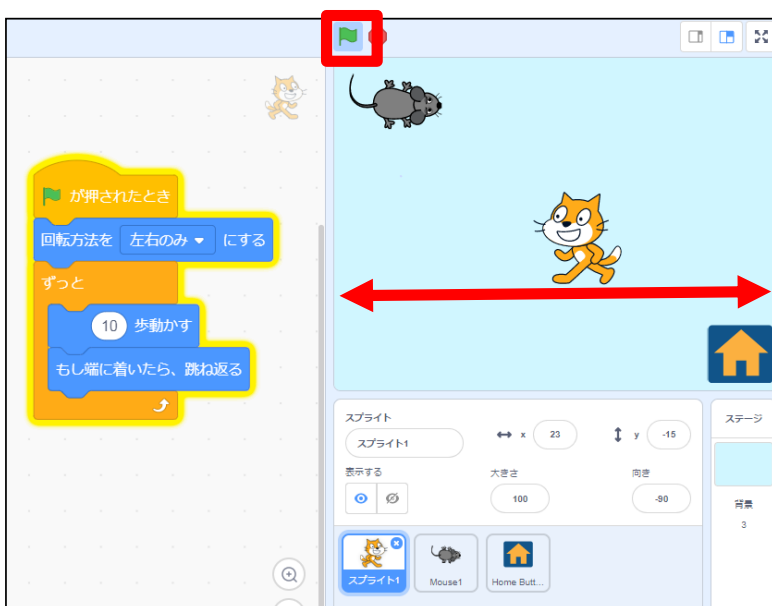 が押されたとき
回転方法を 左右のみ にする
ずっと
10 歩動かす
もし端に着いたら、跳ね返る
スプライト
スプライト1
x 23
y -15
表示する
大きさ
100
向き
-90
スプライト1
Mouse1
Home Butt...
ステージ
背景
3